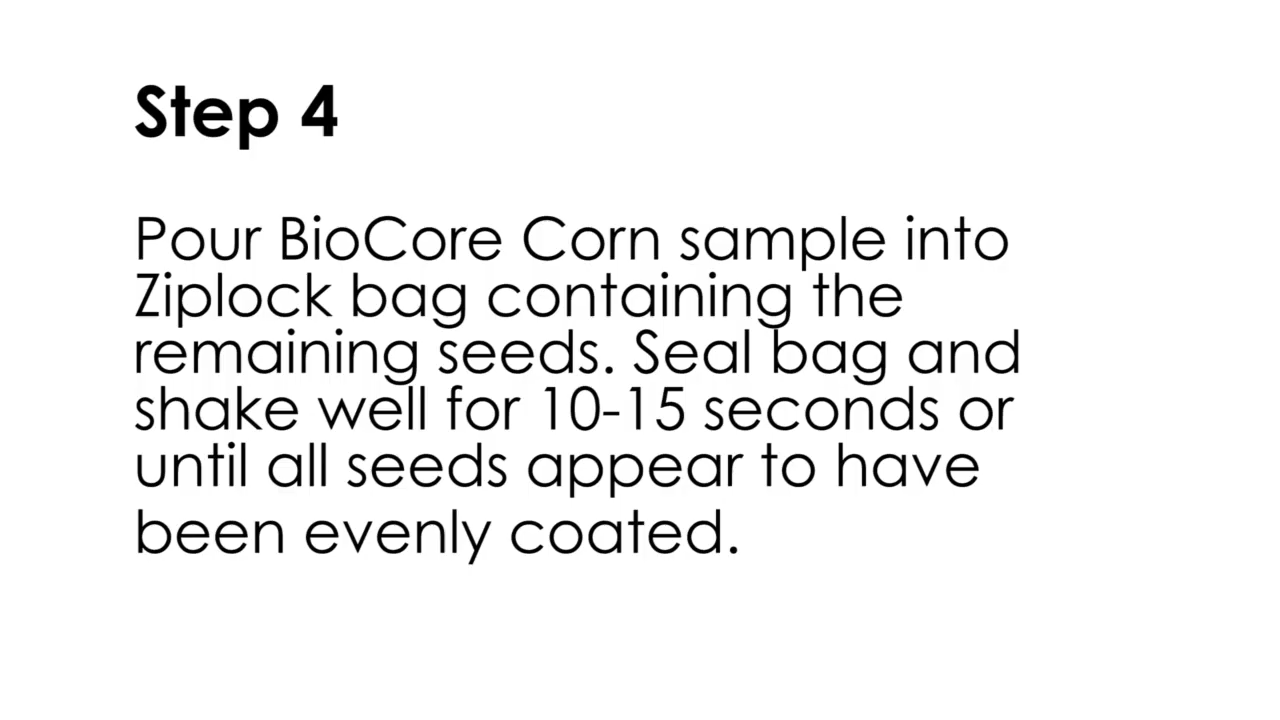 Step 4
Pour BioCore Corn sample into
Ziplock bag containing the
remaining seeds. Seal bag and
shake well for 10-15 seconds or
until all seeds appear to have
been evenly coated.